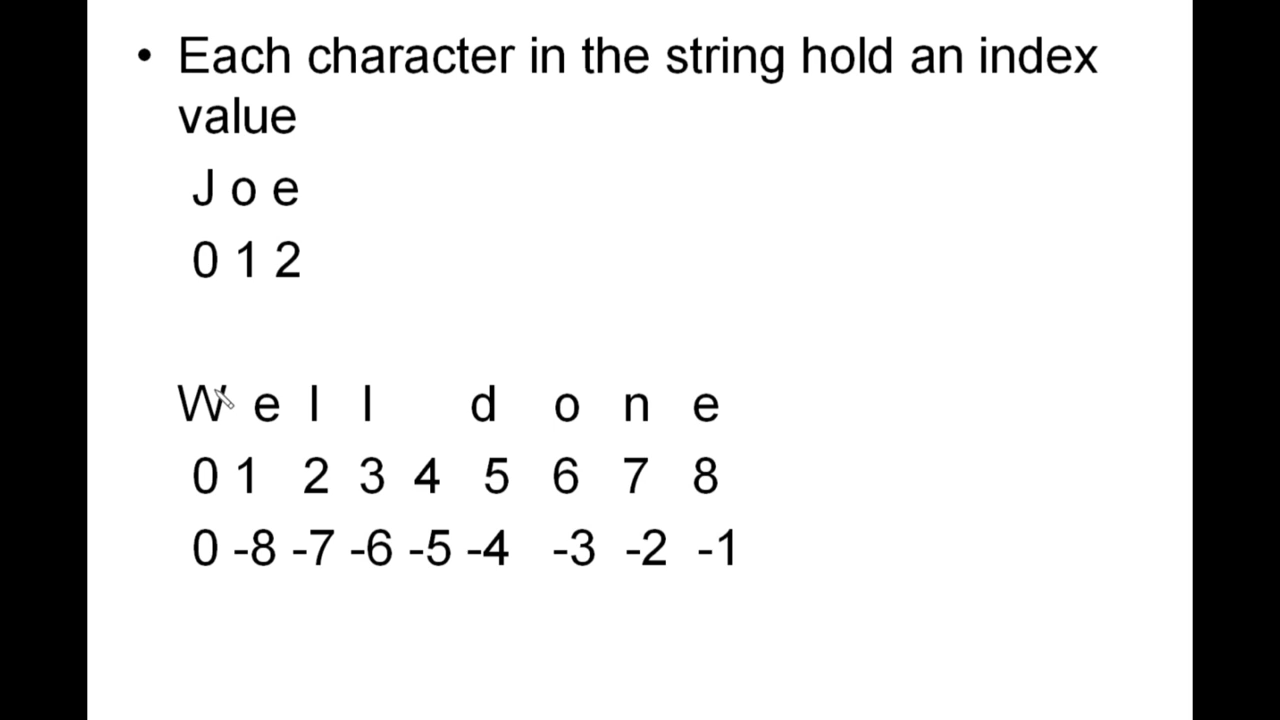 • Each character in the string hold an index
value
J o e
0 1 2
W e l l d o n e
0 1 2 3 4 5 6 7 8
0 -8 -7 -6 -5 -4 -3 -2 -1